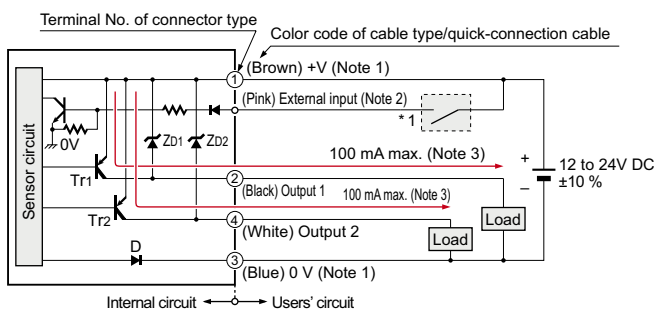 Terminal No. of connector type
Color code of cable type/quick-connection cable
1 (Brown) +V (Note 1)
(Pink) External input (Note 2)
* 1
0V
ZD1
ZD2
Sensor circuit
Tr1
100 mA max. (Note 3)
+
12 to 24V DC
–
±10 %
2
(Black) Output 1
100 mA max. (Note 3)
Tr2
4
(White) Output 2
Load
Load
D
3
(Blue) 0 V (Note 1)
Internal circuit
Users' circuit